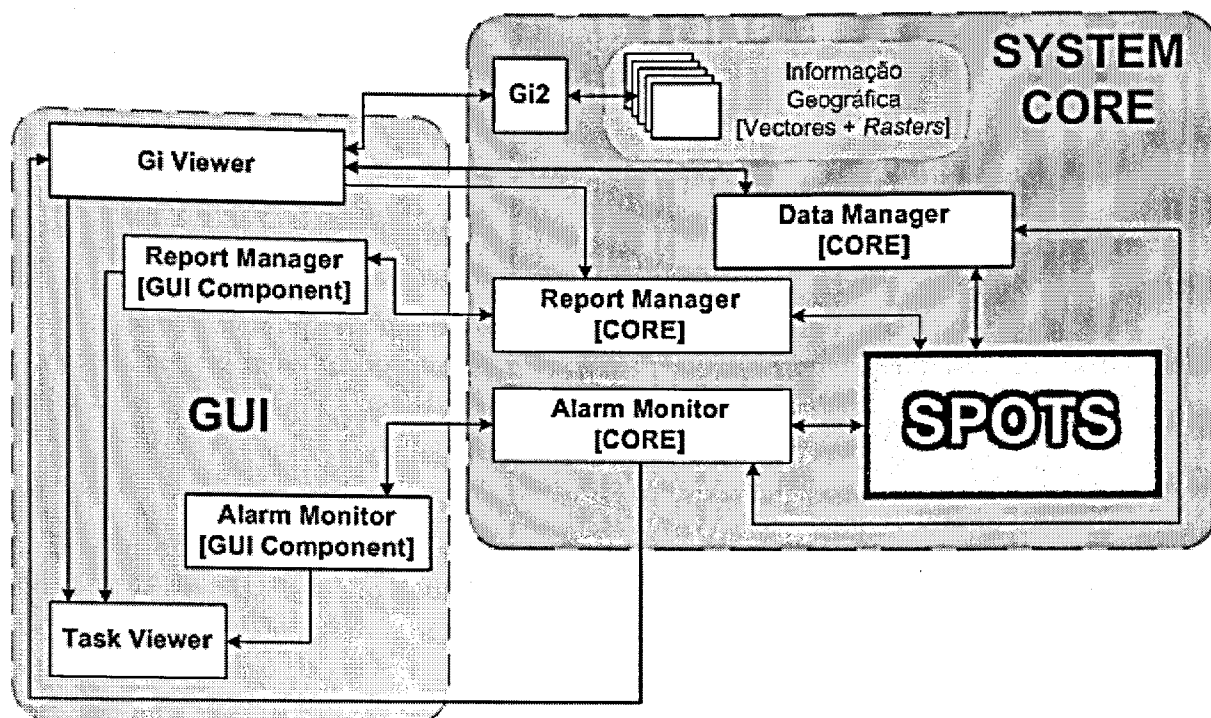 SYSTEM
CORE
Gi2
Informação
Geográfica
[Vectores + Rasters]
Gi Viewer
Data Manager
[CORE]
Report Manager
[GUI Component]
Report Manager
[CORE]
GUI
Alarm Monitor
[CORE]
SPOTS
Alarm Monitor
[GUI Component]
Task Viewer